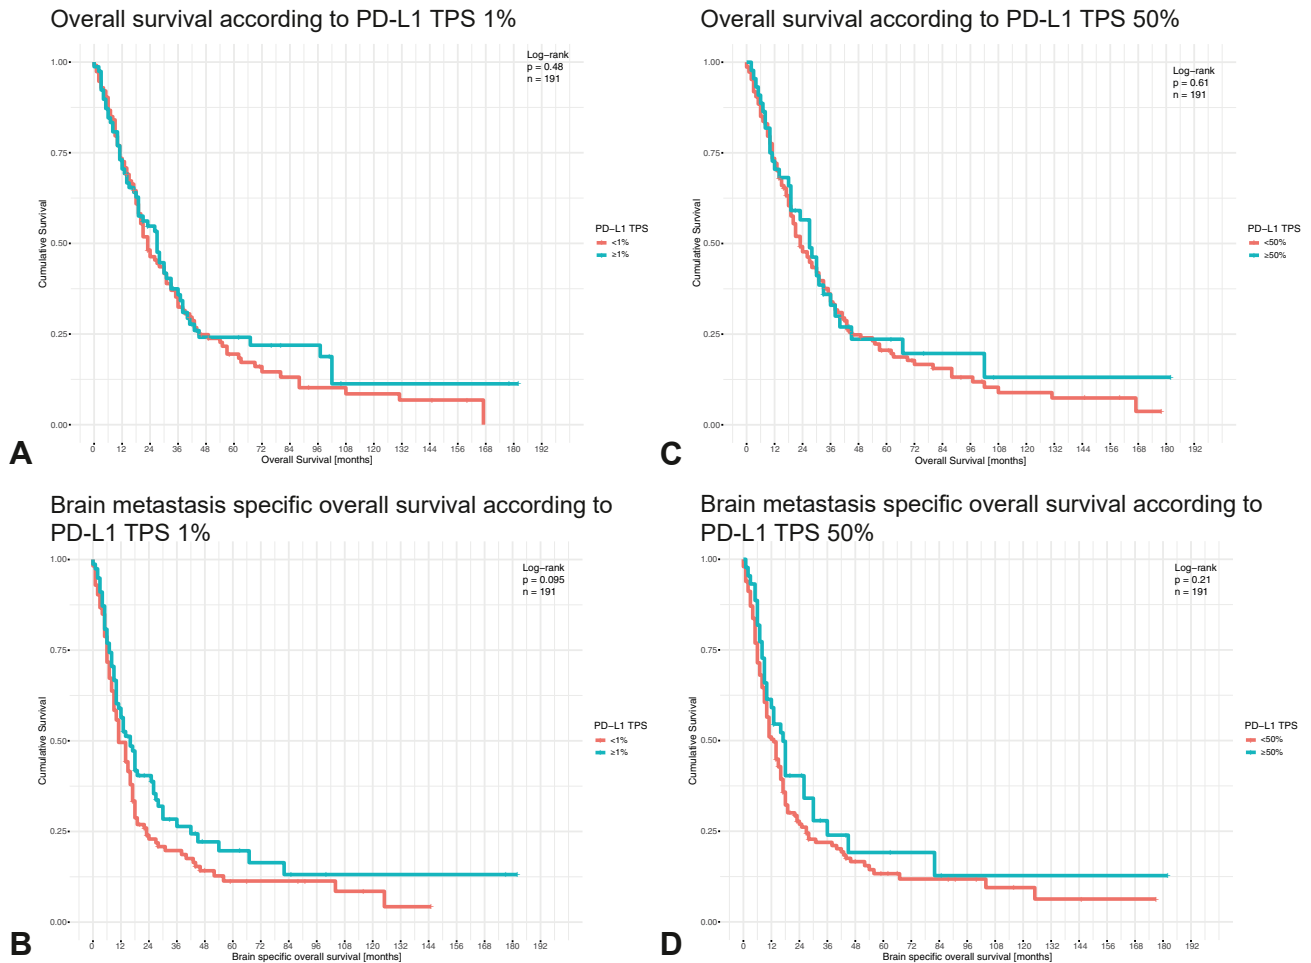 Overall survival according to PD-L1 TPS 1%
Log−rank
p = 0.48
n = 191
1.00
0.75
0.50
0.25
0.00
Cumulative Survival
PD−L1 TPS
<1%
≥1%
0 12 24 36 48 60 72 84 96 108 120 132 144 156 168 180 192
Overall Survival [months]
A
Overall survival according to PD-L1 TPS 50%
Log−rank
p = 0.61
n = 191
1.00
0.75
0.50
0.25
0.00
Cumulative Survival
PD−L1 TPS
<50%
≥50%
0 12 24 36 48 60 72 84 96 108 120 132 144 156 168 180 192
Overall Survival [months]
C
Brain metastasis specific overall survival according to
PD-L1 TPS 1%
Log−rank
p = 0.095
n = 191
1.00
0.75
0.50
0.25
0.00
Cumulative Survival
PD−L1 TPS
<1%
≥1%
0 12 24 36 48 60 72 84 96 108 120 132 144 156 168 180 192
Brain specific overall survival [months]
B
Brain metastasis specific overall survival according to
PD-L1 TPS 50%
Log−rank
p = 0.21
n = 191
1.00
0.75
0.50
0.25
0.00
Cumulative Survival
PD−L1 TPS
<50%
≥50%
0 12 24 36 48 60 72 84 96 108 120 132 144 156 168 180 192
Brain specific overall survival [months]
D